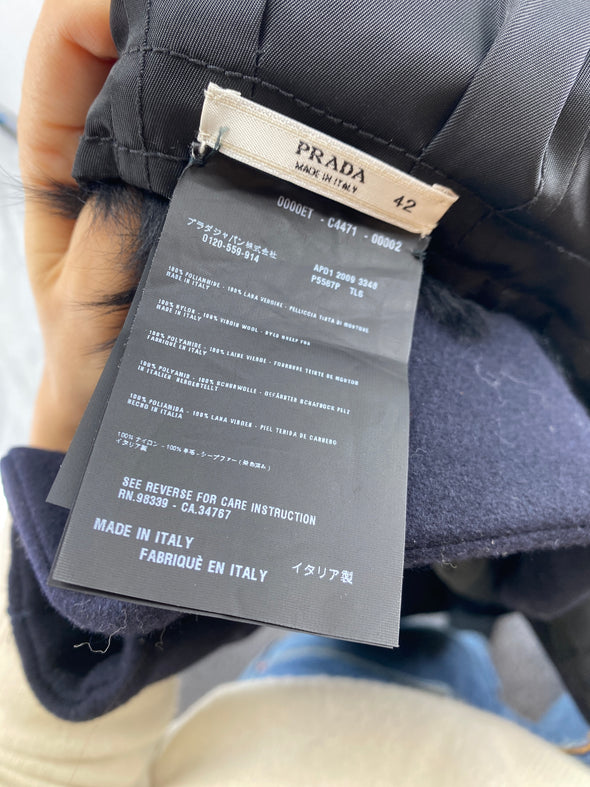 PRADA
MADE IN ITALY
42
0000ET - C4471 - 00002
プラダジャパン株式会社
0120-559-914
AP01 2009 3348
P5587P TL6
100% POLIAMMIDE - 100% LANA VERGINE - PELLICCIA TINTA DI MONTONE
MADE IN ITALY
100% NYLON - 100% VIRGIN WOOL - DYED SHEEP FUR
MADE IN ITALY
100% POLYAMIDE - 100% LAINE VIERGE - FOURRURE TEINTE DE MOUTON
FABRIQUÉ EN ITALY
100% POLYAMID - 100% SCHURWOLLE - GEFÄRBTER SCHAFBOCK PELZ
IN ITALIEN HERGESTELLT
100% POLIAMIDA - 100% LANA VIRGEN - PIEL TENIDA DE CARNERO
HECHO IN ITALIA
100% ナイロン - 100% 羊毛 - シープファー (染色済み)
イタリア製
SEE REVERSE FOR CARE INSTRUCTION
RN.98339 - CA.34767
MADE IN ITALY
FABRIQUÈ EN ITALY
イタリア製